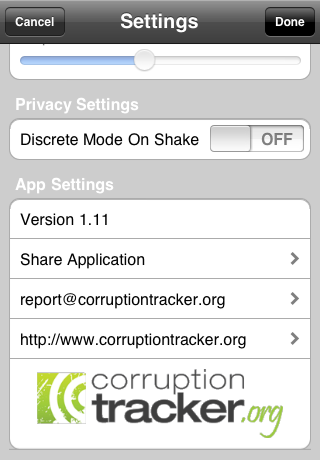 Cancel
Settings
Done
Privacy Settings
Discrete Mode On Shake
OFF
App Settings
Version 1.11
Share Application
report@corruptiontracker.org
http://www.corruptiontracker.org
corruption
tracker.org